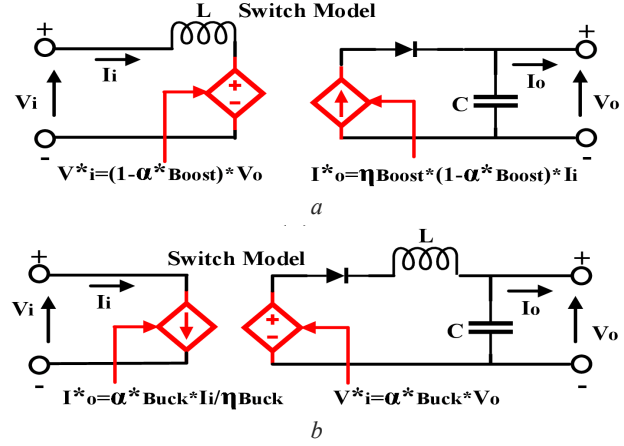 Switch Model
L
+
+
Ii
Io
+
−
C
Vi
Vo
-
-
V*i=(1-α*Boost)*Vo
I*o=ηBoost*(1-α*Boost)*Ii
a
Switch Model
L
+
+
Ii
Io
+
−
C
Vi
Vo
-
-
I*o=α*Buck*Ii/ηBuck
V*i=α*Buck*Vo
b